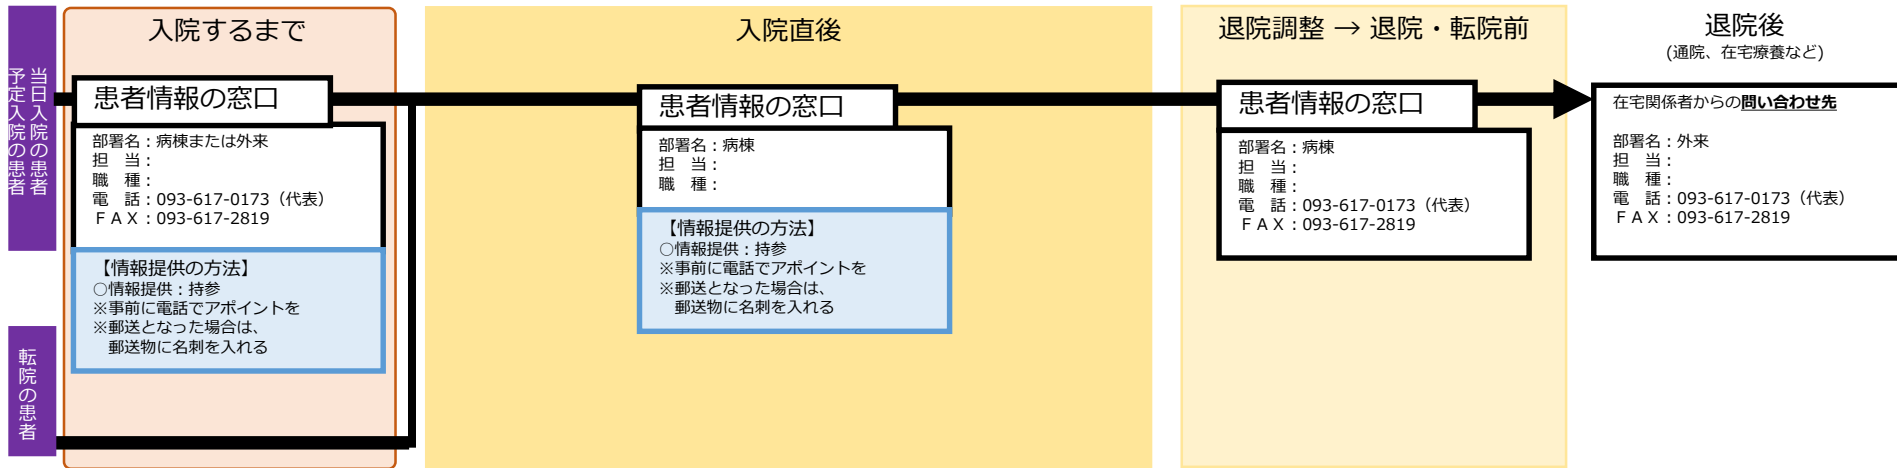 当日入院の患者
予定入院の患者
転院の患者
入院するまで
患者情報の窓口
部署名：病棟または外来
担　当：
職　種：
電　話：093-617-0173（代表）
ＦＡＸ：093-617-2819
【情報提供の方法】
○情報提供：持参
※事前に電話でアポイントを
※郵送となった場合は、
郵送物に名刺を入れる
入院直後
患者情報の窓口
部署名：病棟
担　当：
職　種：
【情報提供の方法】
○情報提供：持参
※事前に電話でアポイントを
※郵送となった場合は、
郵送物に名刺を入れる
退院調整 → 退院・転院前
患者情報の窓口
部署名：病棟
担　当：
職　種：
電　話：093-617-0173（代表）
ＦＡＸ：093-617-2819
退院後
(通院、在宅療養など)
在宅関係者からの問い合わせ先
部署名：外来
担　当：
職　種：
電　話：093-617-0173（代表）
ＦＡＸ：093-617-2819